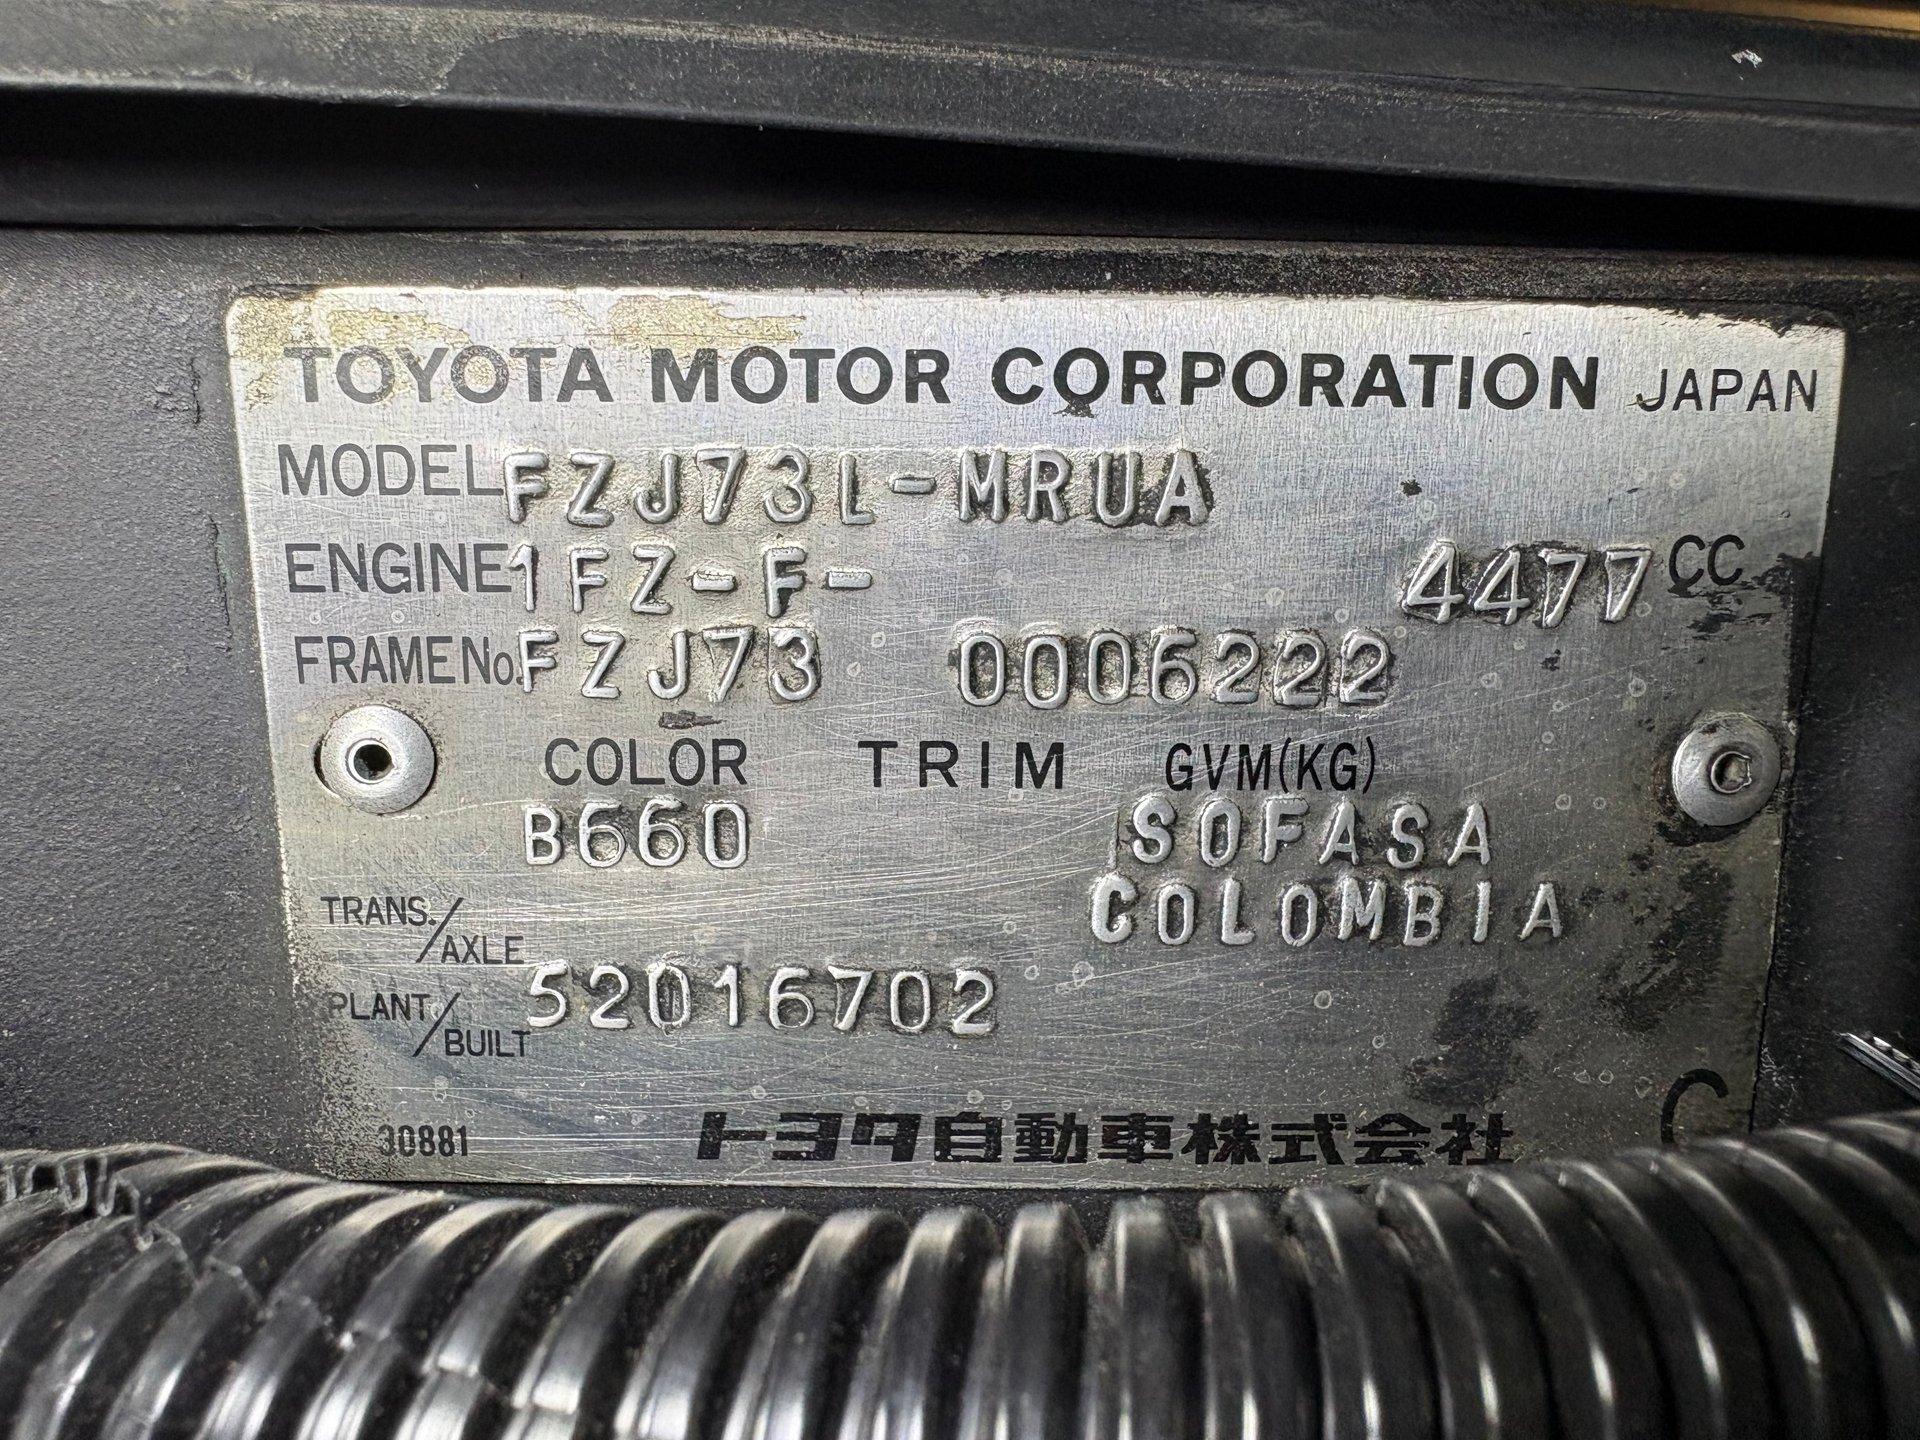 TOYOTA MOTOR CORPORATION JAPAN
MODEL FZJ73L-MRUA
ENGINE 1FZ-F- 4477 CC
FRAME No. FZJ73 0006222
COLOR TRIM GVM(KG)
B660 SOFASA
COLOMBIA
TRANS./AXLE
PLANT/BUILT 52016702
30881 トヨタ自動車株式会社 C